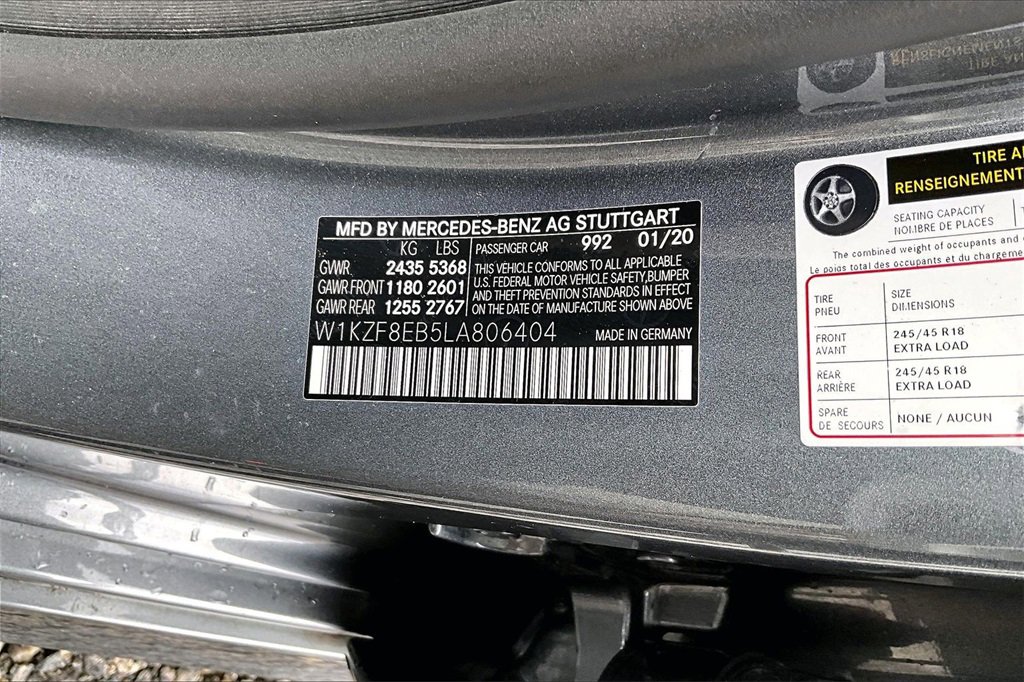 MFD BY MERCEDES-BENZ AG STUTTGART
KG LBS
GVWR 2435 5368
GAWR FRONT 1180 2601
GAWR REAR 1255 2767
PASSENGER CAR 992 01/20
THIS VEHICLE CONFORMS TO ALL APPLICABLE
U.S. FEDERAL MOTOR VEHICLE SAFETY,BUMPER
AND THEFT PREVENTION STANDARDS IN EFFECT
ON THE DATE OF MANUFACTURE SHOWN ABOVE
W1KZF8EB5LA806404 MADE IN GERMANY
TIRE
RENSEIGNEMENT
SEATING CAPACITY
NOMBRE DE PLACES
The combined weight of occupants and
Le poids total des occupants et du chargeme
TIRE SIZE
PNEU DIMENSIONS
FRONT 245/45 R18
AVANT EXTRA LOAD
REAR 245/45 R18
ARRIÈRE EXTRA LOAD
SPARE NONE / AUCUN
DE SECOURS